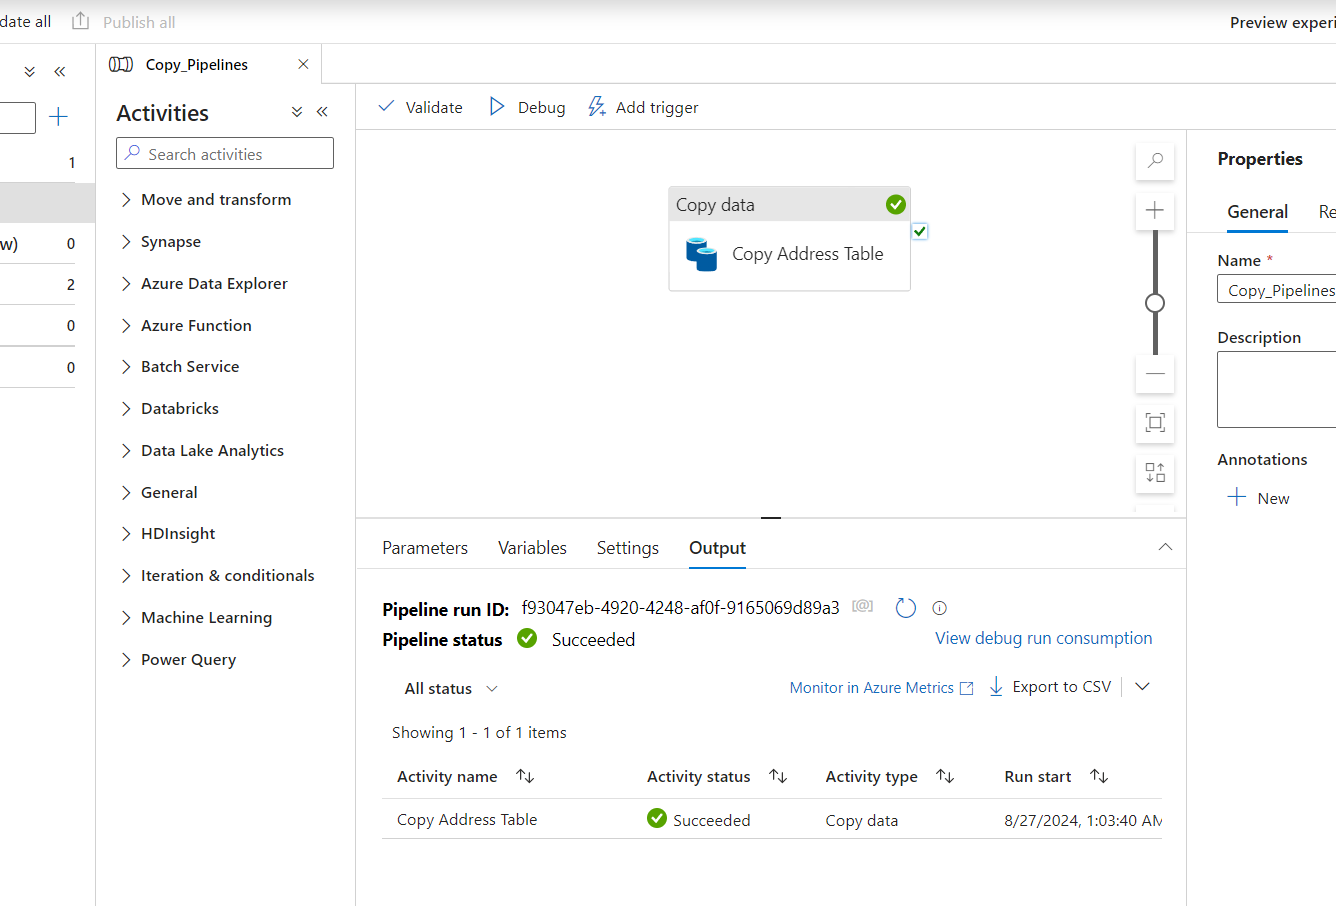 date all
Publish all
Preview experi
Copy_Pipelines
Activities
Validate
Debug
Add trigger
Search activities
1
Move and transform
w)
0
Synapse
2
Azure Data Explorer
0
Azure Function
0
Batch Service
Databricks
Data Lake Analytics
General
HDInsight
Iteration & conditionals
Machine Learning
Power Query
Copy data
Copy Address Table
Properties
General
Re
Name *
Copy_Pipelines
Description
Annotations
New
Parameters
Variables
Settings
Output
Pipeline run ID: f93047eb-4920-4248-af0f-9165069d89a3 [@]
Pipeline status Succeeded
View debug run consumption
All status
Monitor in Azure Metrics
Export to CSV
Showing 1 - 1 of 1 items
Activity name
Activity status
Activity type
Run start
Copy Address Table
Succeeded
Copy data
8/27/2024, 1:03:40 AM